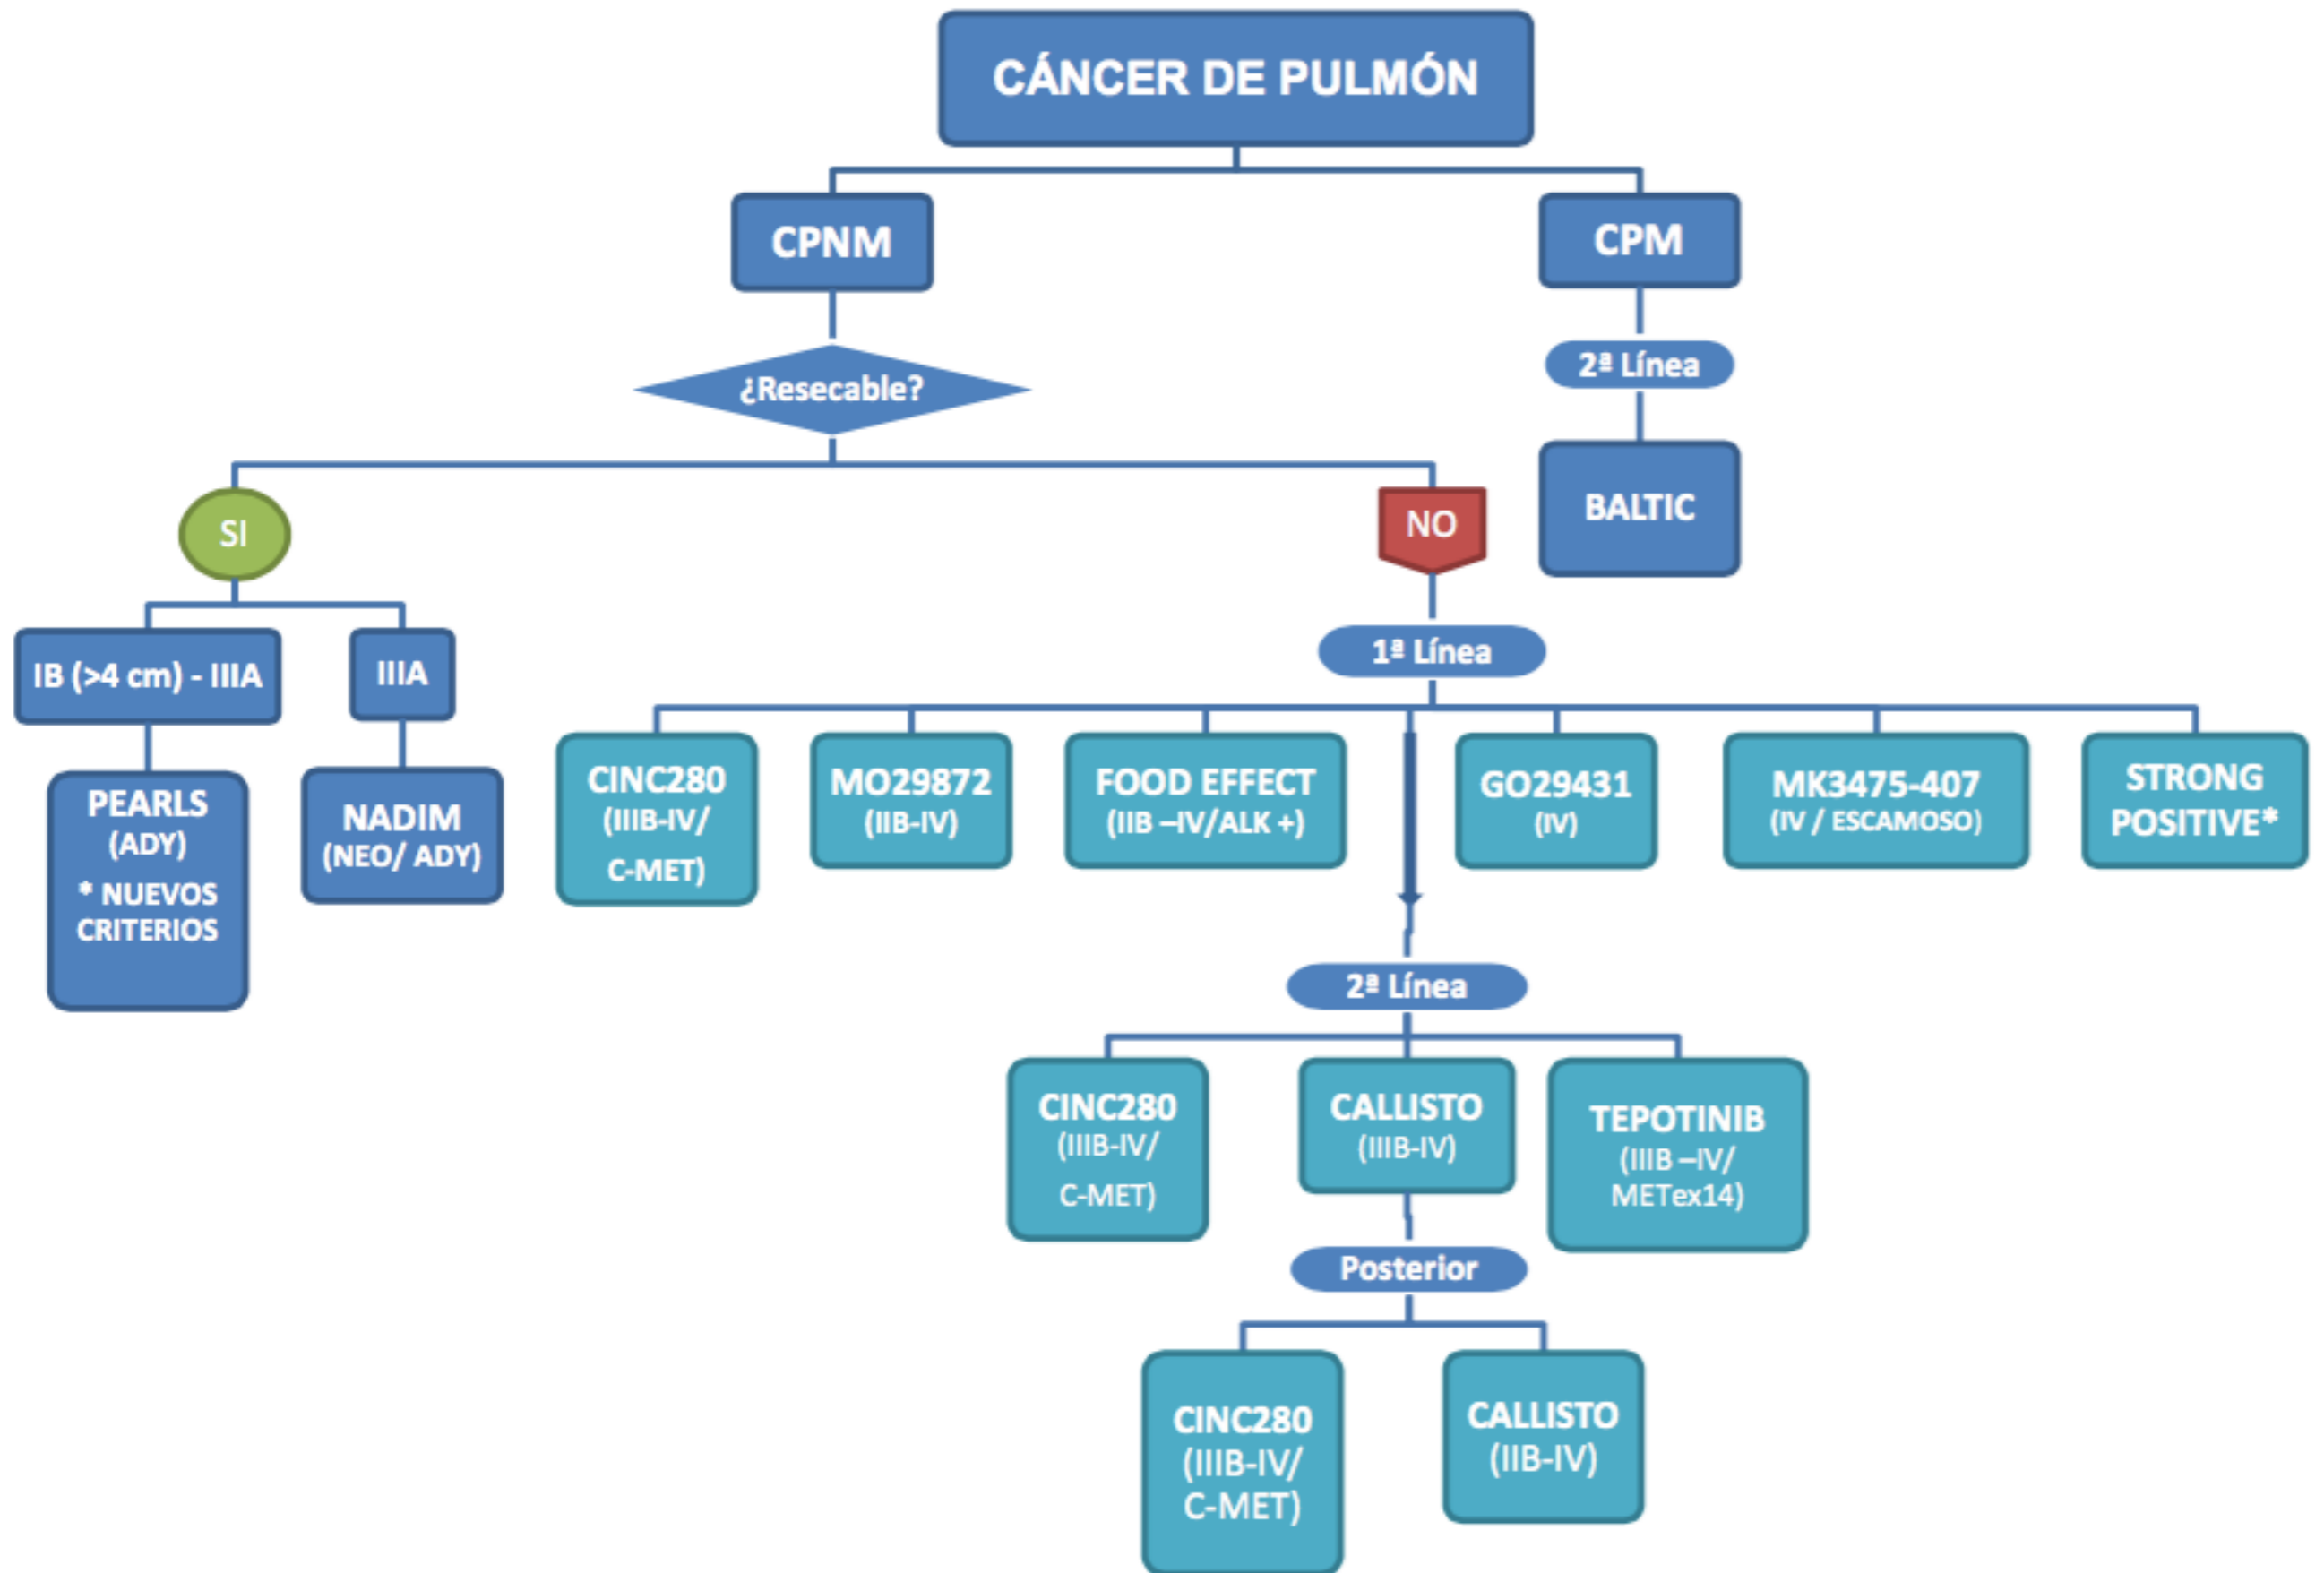 CÁNCER DE PULMÓN
CPNM
CPM
¿Resecable?
2ª Línea
BALTIC
SI
NO
1ª Línea
IB (>4 cm) - IIIA
IIIA
PEARLS
(ADY)
* NUEVOS
CRITERIOS
NADIM
(NEO/ ADY)
CINC280
(IIIB-IV/
C-MET)
MO29872
(IIB-IV)
FOOD EFFECT
(IIB –IV/ALK +)
GO29431
(IV)
MK3475-407
(IV / ESCAMOSO)
STRONG
POSITIVE*
2ª Línea
CINC280
(IIIB-IV/
C-MET)
CALLISTO
(IIIB-IV)
TEPOTINIB
(IIIB –IV/
METex14)
Posterior
CINC280
(IIIB-IV/
C-MET)
CALLISTO
(IIB-IV)